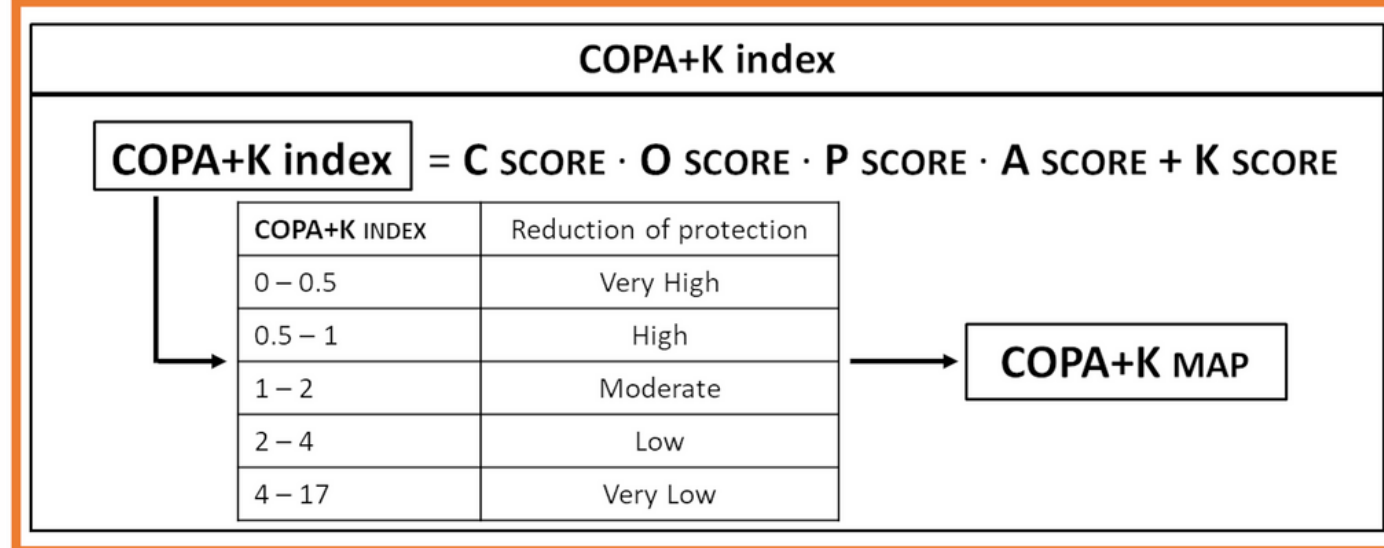 COPA+K index
COPA+K index = C SCORE · O SCORE · P SCORE · A SCORE + K SCORE
COPA+K INDEX Reduction of protection
0 – 0.5 Very High
0.5 – 1 High
1 – 2 Moderate
2 – 4 Low
4 – 17 Very Low
COPA+K MAP